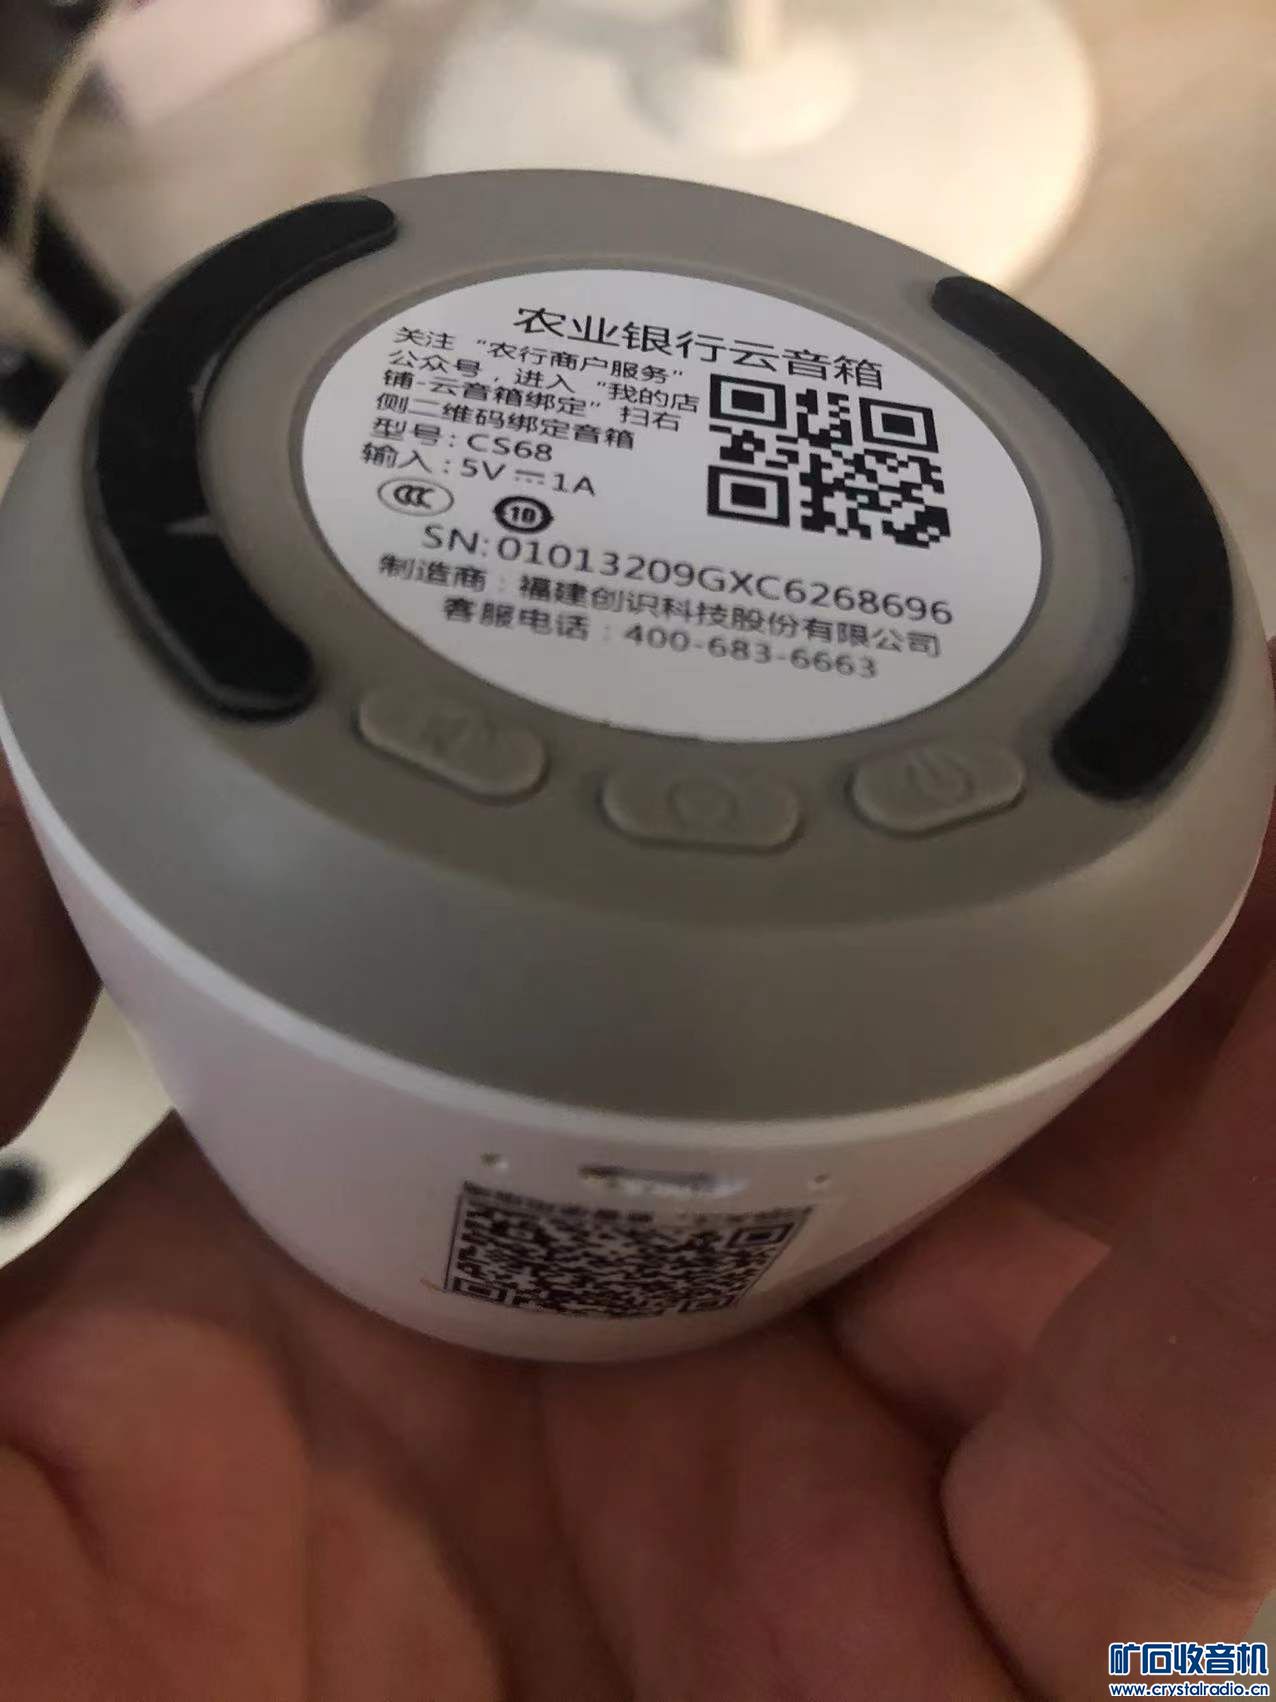 农业银行云音箱
关注“农行商户服务”
公众号，进入“我的店
铺-云音箱绑定”扫右
侧二维码绑定音箱
型号：CS68
输入：5V⎓1A
CCC 10
SN:01013209GXC6268696
制造商：福建创识科技股份有限公司
客服电话：400-683-6663
矿石收音机
www.crystalradio.cn